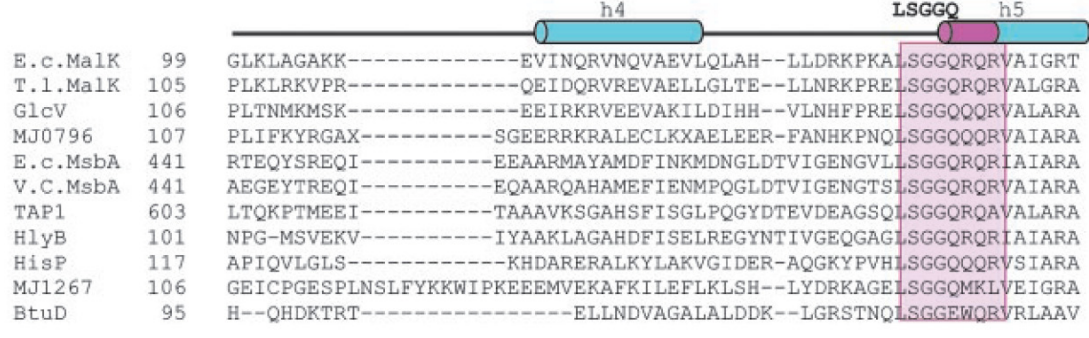 h4 LSGGQ h5
E.c.MalK 99 GLKLAGAKK-------------EVINQRVNQVAEVLQLAH--LLDRKPKALSGGQRQRVAIGRT
T.l.MalK 105 PLKLRKVPR-------------QEIDQRVREVAELLGLTE--LLNRKPRELSGGQRQRVALGRA
GlcV 106 PLTNMKMSK-------------EEIRKRVEEVAKILDIHH--VLNHFPRELSGGQQQRVALARA
MJ0796 107 PLIFKYRGAX----------SGEERRKRALECLKXAELEER-FANHKPNQLSGGQQQRVAIARA
E.c.MsbA 441 RTEQYSREQI----------EEAARMAYAMDFINKMDNGLDTVIGENGVLLSGGQRQRIAIARA
V.C.MsbA 441 AEGEYTREQI----------EQAARQAHAMEFIENMPQGLDTVIGENGTSLSGGQRQRVAIARA
TAP1 603 LTQKPTMEEI----------TAAAVKSGAHSFISGLPQGYDTEVDEAGSQLSGGQRQAVALARA
HlyB 101 NPG-MSVEKV----------IYAAKLAGAHDFISELREGYNTIVGEQGAGLSGGQRQRIAIARA
HisP 117 APIQVLGLS------------KHDARERALKYLAKVGIDER-AQGKYPVHLSGGQQQRVSIARA
MJ1267 106 GEICPGESPLNSLFYKKWIPKEEEMVEKAFKILEFLKLSH--LYDRKAGELSGGQMKLVEIGRA
BtuD 95 H--QHDKTRT----------------ELLNDVAGALALDDK--LGRSTNQLSGGEWQRVRLAAV